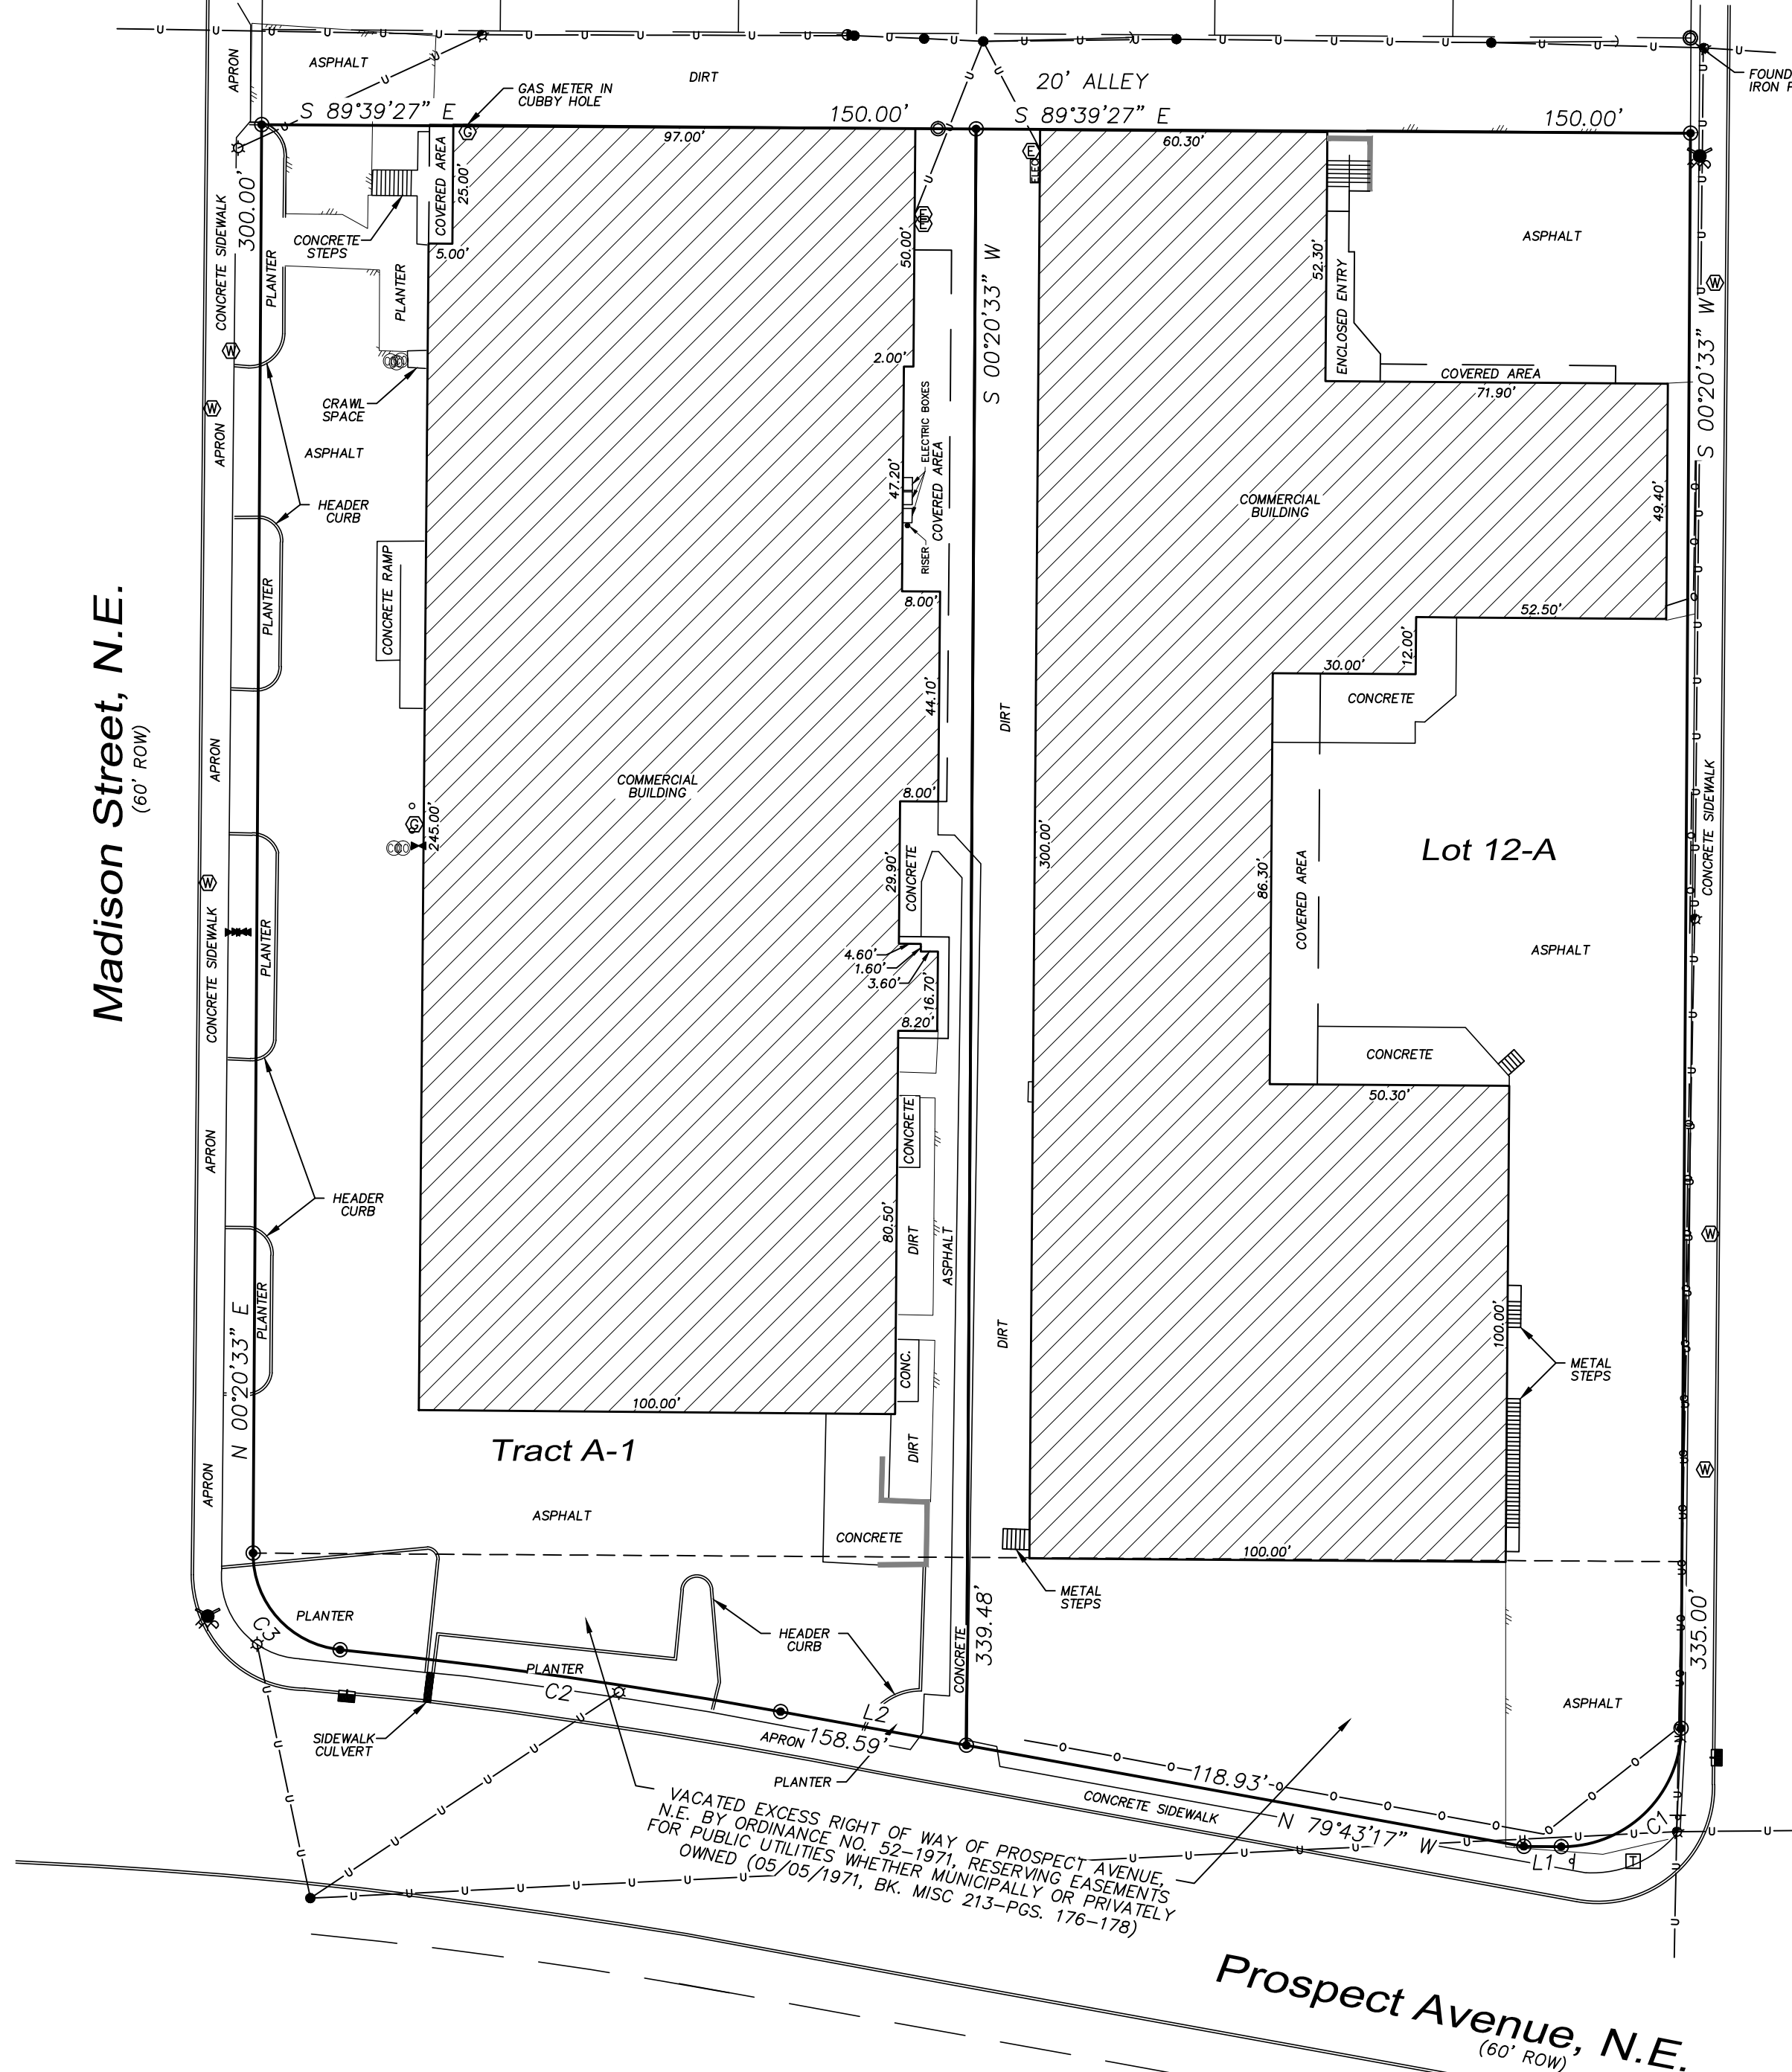 20' ALLEY
FOUND
IRON
APRON
ASPHALT
DIRT
GAS METER IN
CUBBY HOLE
S 89°39'27" E
150.00'
S 89°39'27" E
150.00'
97.00'
60.30'
300.00'
CONCRETE SIDEWALK
PLANTER
CONCRETE
STEPS
COVERED AREA
25.00'
5.00'
PLANTER
50.00'
ELEC
S 00°20'33" W
52.30'
ENCLOSED ENTRY
ASPHALT
COVERED AREA
71.90'
S 00°20'33" W
CRAWL
SPACE
2.00'
ELECTRIC BOXES
COVERED AREA
47.20'
RISER
8.00'
APRON
ASPHALT
HEADER
CURB
PLANTER
CONCRETE RAMP
COMMERCIAL
BUILDING
49.40'
52.50'
12.00'
30.00'
CONCRETE
Madison Street, N.E.
(60' ROW)
APRON
COMMERCIAL
BUILDING
44.10'
DIRT
8.00'
245.00'
29.90'
CONCRETE
300.00'
86.30'
COVERED AREA
Lot 12-A
CONCRETE SIDEWALK
ASPHALT
CONCRETE SIDEWALK
PLANTER
4.60'
1.60'
3.60'
16.70'
8.20'
CONCRETE
50.30'
APRON
HEADER
CURB
CONCRETE
80.50'
DIRT
ASPHALT
DIRT
N 00°20'33" E
PLANTER
CONC.
100.00'
METAL
STEPS
100.00'
Tract A-1
DIRT
APRON
ASPHALT
CONCRETE
100.00'
METAL
STEPS
PLANTER
C3
HEADER
CURB
CONCRETE
339.48'
335.00'
PLANTER
C2
L2
ASPHALT
SIDEWALK
CULVERT
APRON
158.59'
PLANTER
118.93'
CONCRETE SIDEWALK
N 79°43'17" W
C1
L1
VACATED EXCESS RIGHT OF WAY OF PROSPECT AVENUE,
N.E. BY ORDINANCE NO. 52-1971, RESERVING EASEMENTS
FOR PUBLIC UTILITIES WHETHER MUNICIPALLY OR PRIVATELY
OWNED (05/05/1971, BK. MISC 213-PGS. 176-178)
Prospect Avenue, N.E.
(60' ROW)